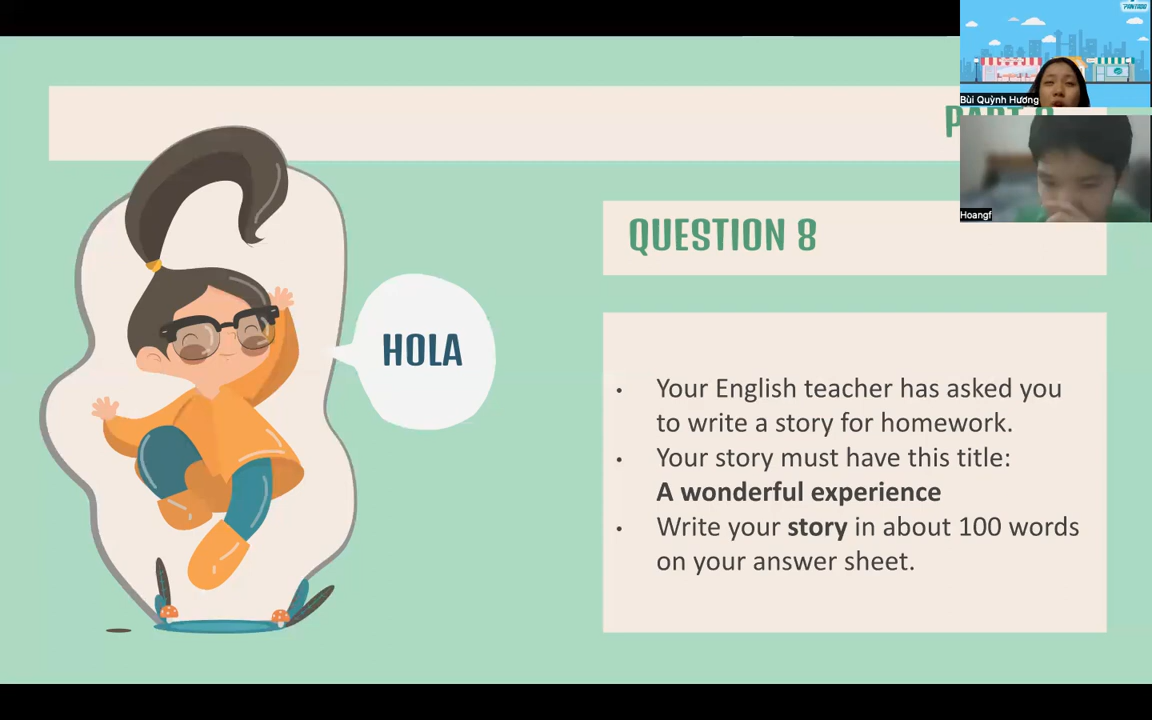 PANTADO
Bùi Quỳnh Hương
Hoangf
QUESTION 8
HOLA
• Your English teacher has asked you
to write a story for homework.
• Your story must have this title:
A wonderful experience
• Write your story in about 100 words
on your answer sheet.